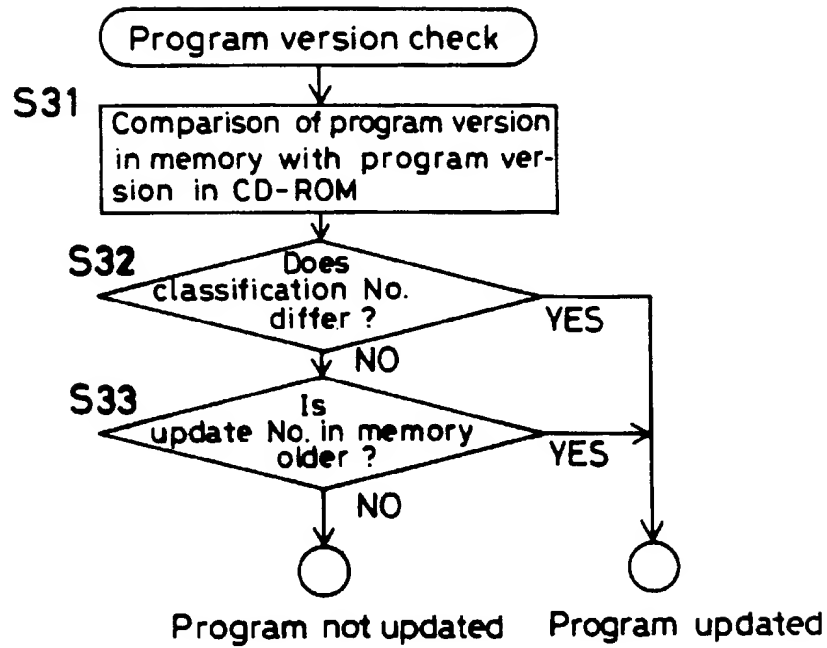 Program version check
S31
Comparison of program version
in memory with program ver-
sion in CD-ROM
S32
Does
classification No.
differ ?
YES
NO
S33
Is
update No. in memory
older ?
YES
NO
Program not updated
Program updated